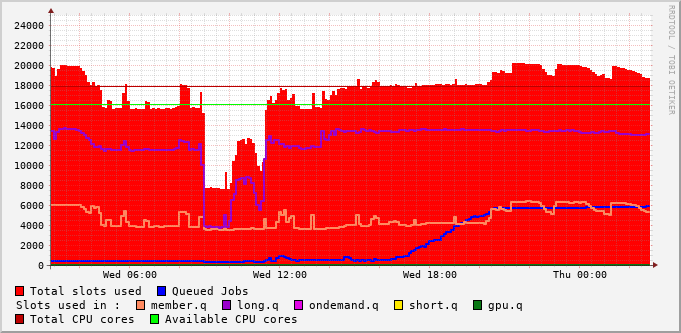 24000
22000
20000
18000
16000
14000
12000
10000
8000
6000
4000
2000
0
Wed 06:00 Wed 12:00 Wed 18:00 Thu 00:00
Total slots used Queued Jobs
Slots used in : member.q long.q ondemand.q short.q gpu.q
Total CPU cores Available CPU cores
RRDTOOL / TOBI OETIKER